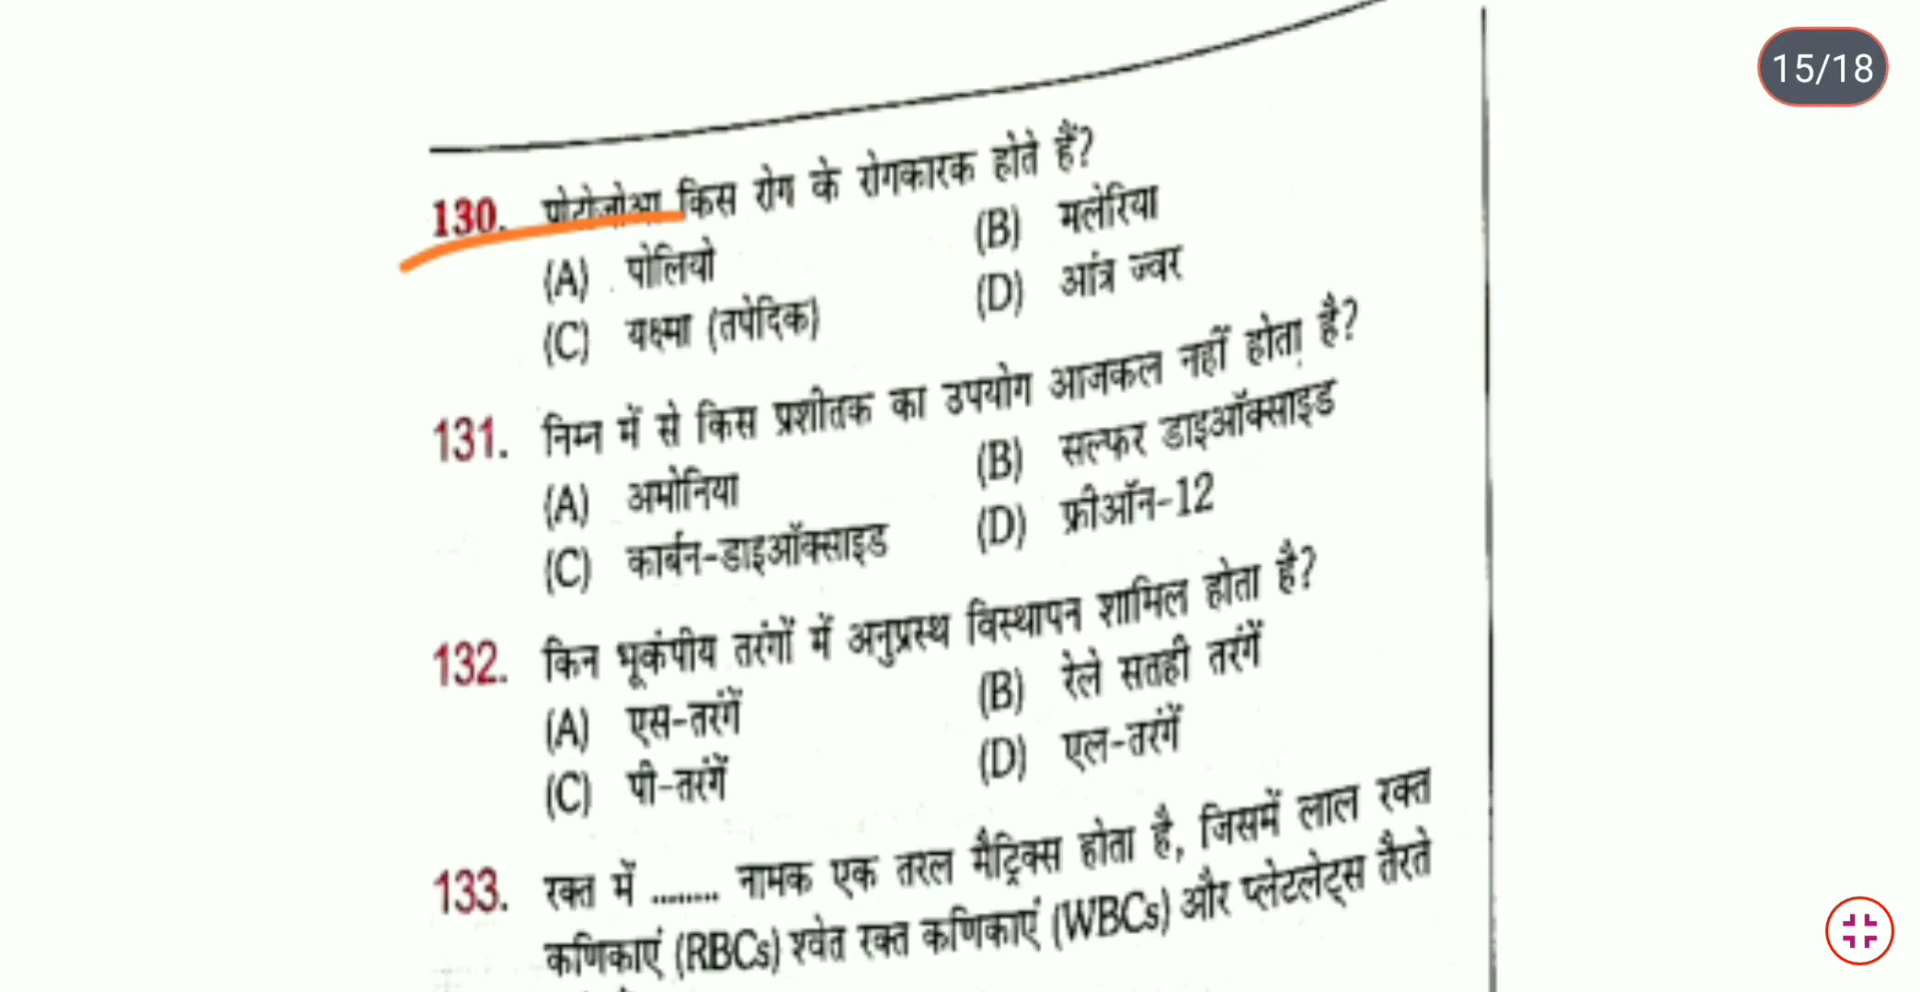 15/18
130. प्रोटोजोआ किस रोग के रोगकारक होते हैं?
(A) पोलियो (B) मलेरिया
(C) यक्ष्मा (तपेदिक) (D) आंत्र ज्वर
131. निम्न में से किस प्रशीतक का उपयोग आजकल नहीं होता है?
(A) अमोनिया (B) सल्फर डाइऑक्साइड
(C) कार्बन-डाइऑक्साइड (D) फ्रीऑन-12
132. किन भूकंपीय तरंगों में अनुप्रस्थ विस्थापन शामिल होता है?
(A) एस-तरंगें (B) रेले सतही तरंगें
(C) पी-तरंगें (D) एल-तरंगें
133. रक्त में ........ नामक एक तरल मैट्रिक्स होता है, जिसमें लाल रक्त
कणिकाएं (RBCs) श्वेत रक्त कणिकाएं (WBCs) और प्लेटलेट्स तैरते